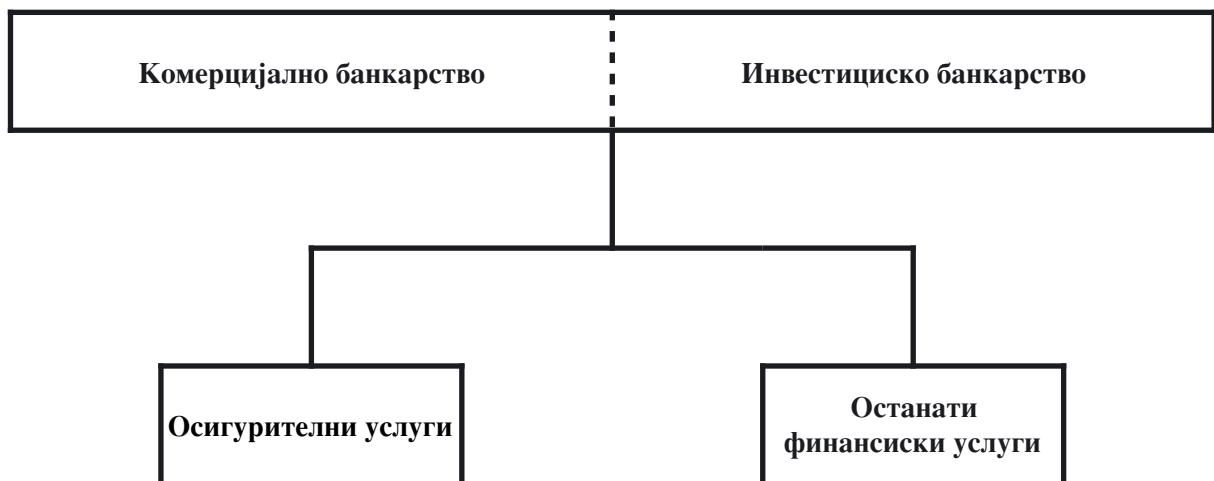 Комерцијално банкарство
Инвестициско банкарство
Осигурителни услуги
Останати
финансиски услуги